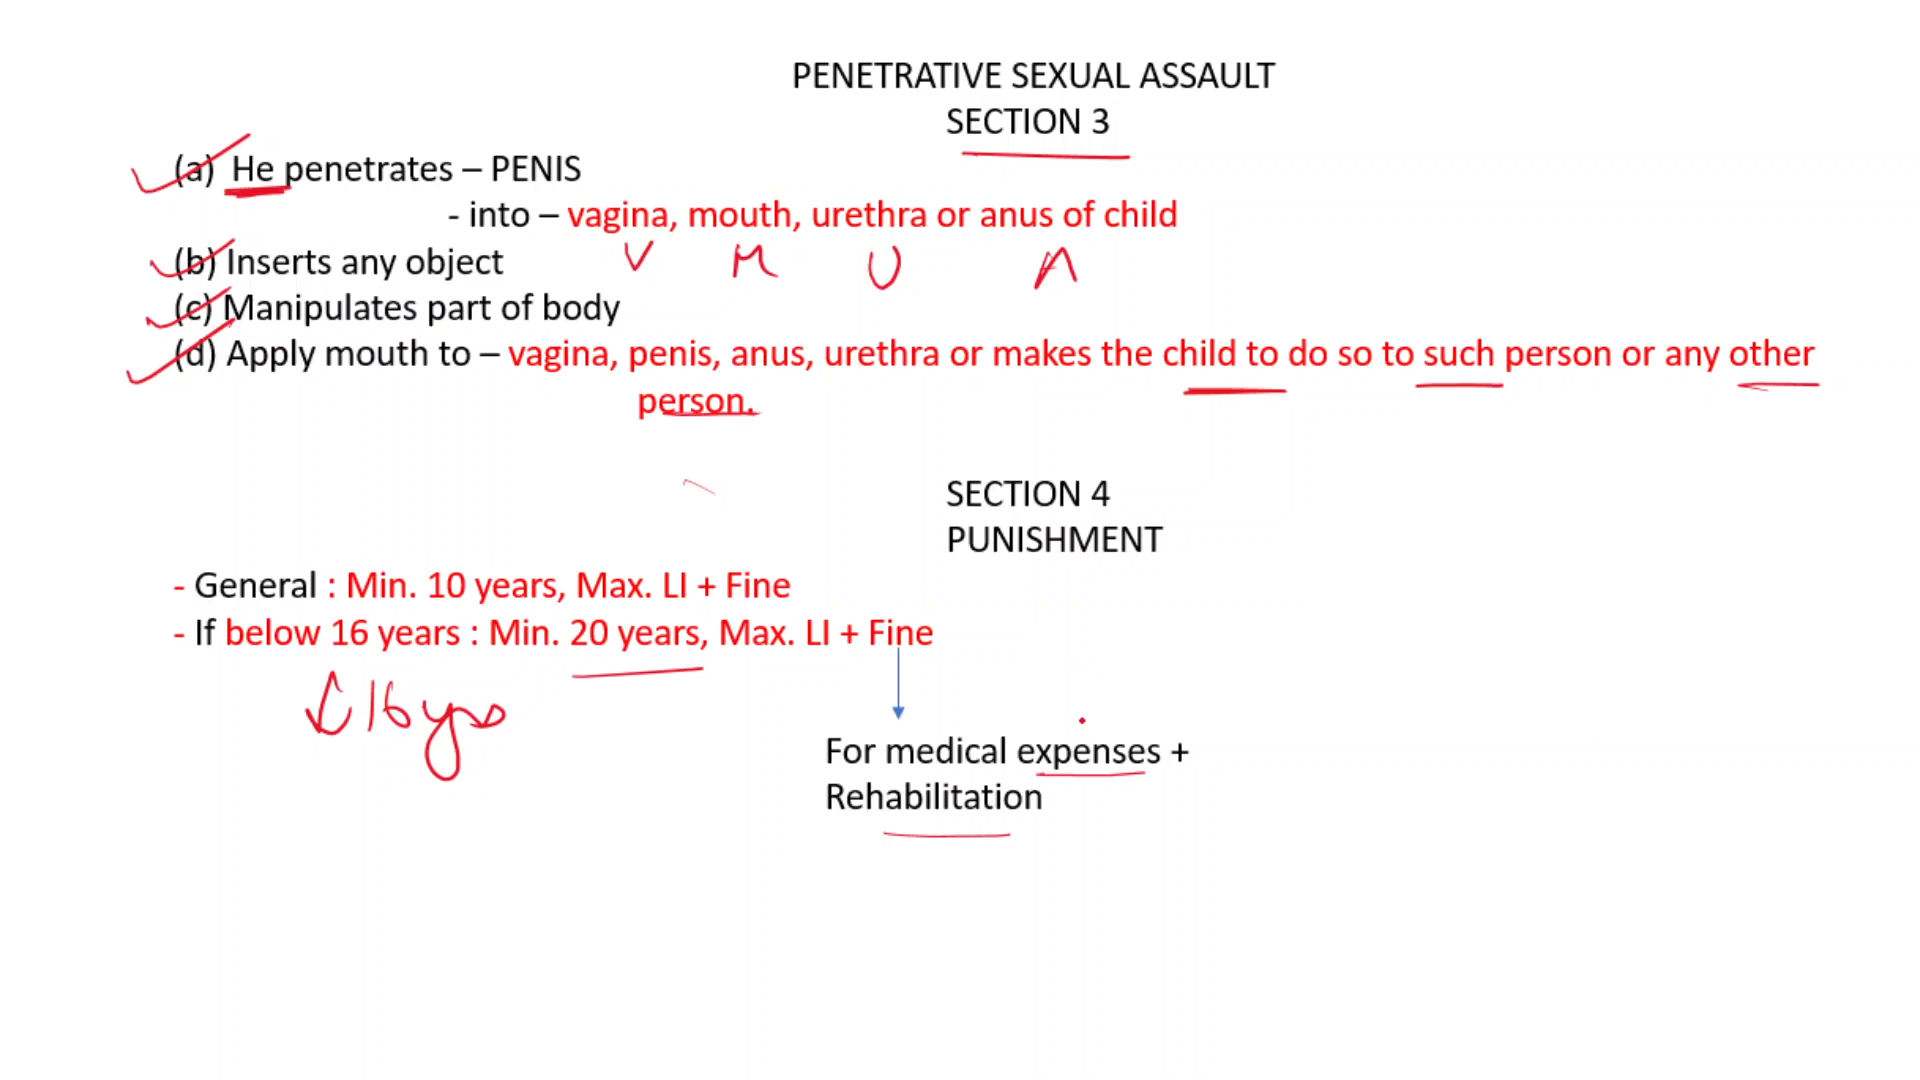 PENETRATIVE SEXUAL ASSAULT
SECTION 3
(a) He penetrates – PENIS
- into – vagina, mouth, urethra or anus of child
V M U A
(b) Inserts any object
(c) Manipulates part of body
(d) Apply mouth to – vagina, penis, anus, urethra or makes the child to do so to such person or any other
person.
SECTION 4
PUNISHMENT
- General : Min. 10 years, Max. LI + Fine
- If below 16 years : Min. 20 years, Max. LI + Fine
↓ 16 yrs
For medical expenses +
Rehabilitation